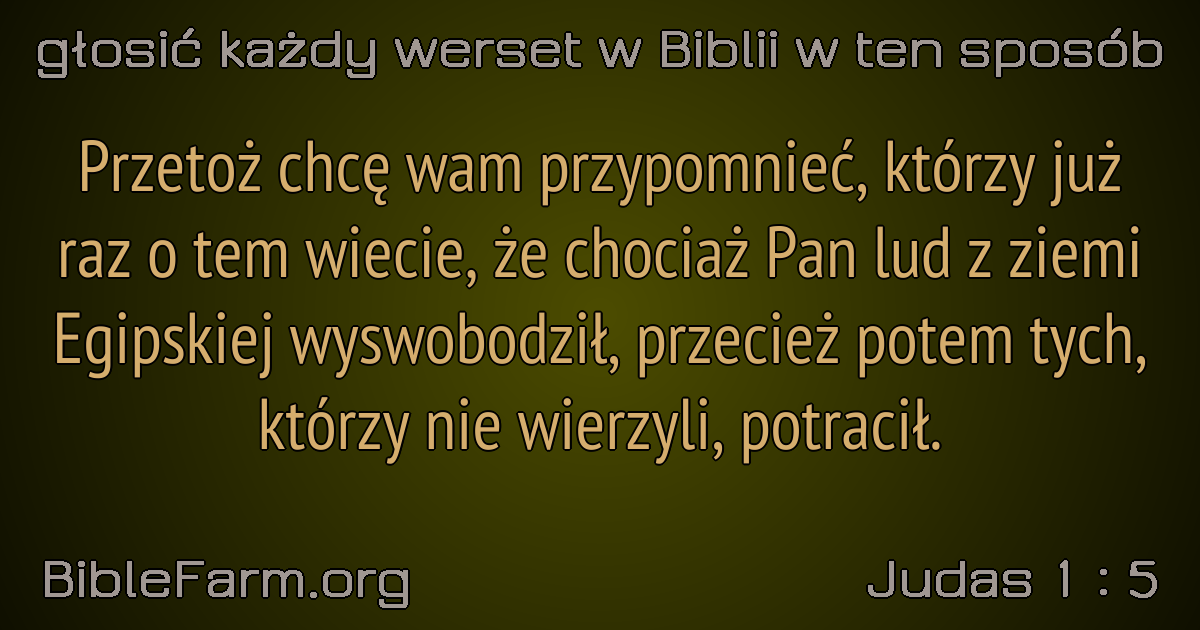 głosić każdy werset w Biblii w ten sposób
Przetoż chcę wam przypomnieć, którzy już
raz o tem wiecie, że chociaż Pan lud z ziemi
Egipskiej wyswobodził, przecież potem tych,
którzy nie wierzyli, potracił.
BibleFarm.org
Judas 1 : 5